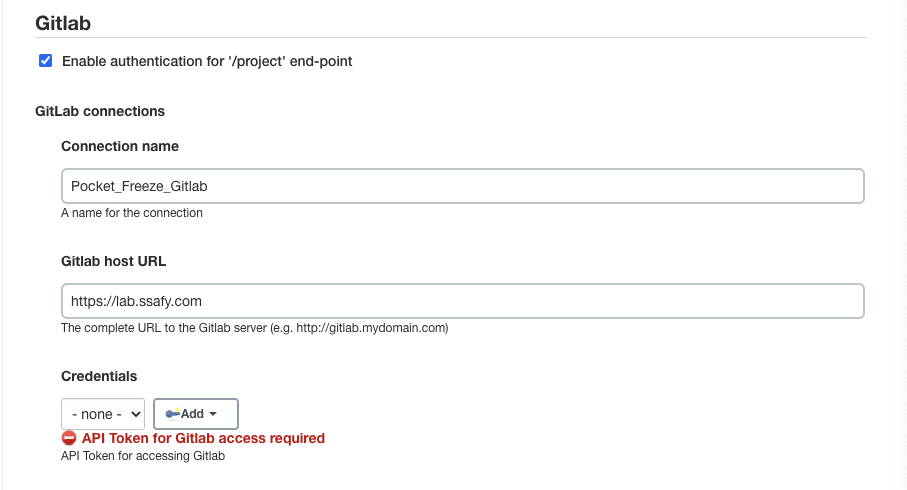 Gitlab
Enable authentication for '/project' end-point
GitLab connections
Connection name
Pocket_Freeze_Gitlab
A name for the connection
Gitlab host URL
https://lab.ssafy.com
The complete URL to the Gitlab server (e.g. http://gitlab.mydomain.com)
Credentials
- none - Add
API Token for Gitlab access required
API Token for accessing Gitlab